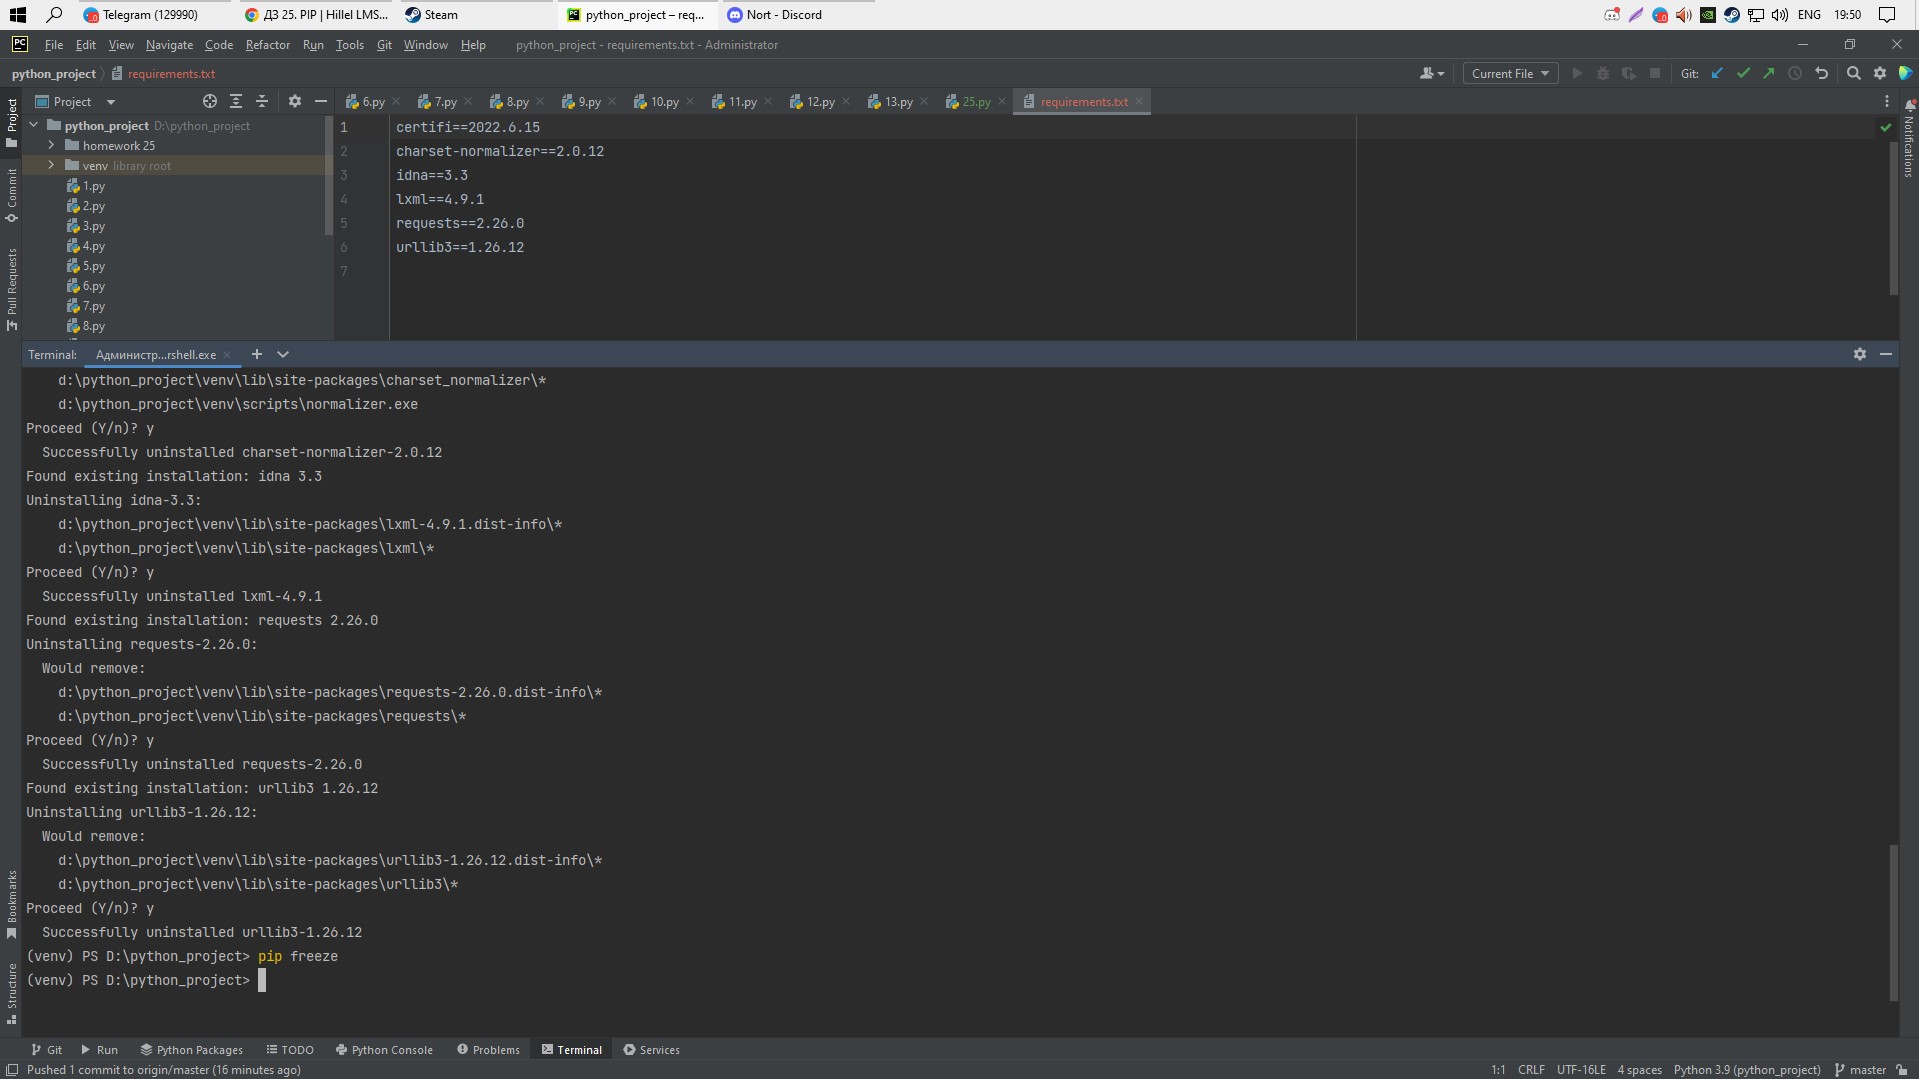 Telegram (129990)
ДЗ 25. PIP | Hillel LMS...
Steam
python_project – req...
Nort - Discord
ENG
19:50
PC
File Edit View Navigate Code Refactor Run Tools Git Window Help
python_project - requirements.txt - Administrator
python_project
requirements.txt
Current File
Git:
Project
6.py
7.py
8.py
9.py
10.py
11.py
12.py
13.py
25.py
requirements.txt
Project
Commit
Pull Requests
Bookmarks
Structure
Notifications
python_project D:\python_project
homework 25
venv library root
1.py
2.py
3.py
4.py
5.py
6.py
7.py
8.py
1 certifi==2022.6.15
2 charset-normalizer==2.0.12
3 idna==3.3
4 lxml==4.9.1
5 requests==2.26.0
6 urllib3==1.26.12
7
Terminal: Администр...rshell.exe
d:\python_project\venv\lib\site-packages\charset_normalizer\*
d:\python_project\venv\scripts\normalizer.exe
Proceed (Y/n)? y
Successfully uninstalled charset-normalizer-2.0.12
Found existing installation: idna 3.3
Uninstalling idna-3.3:
d:\python_project\venv\lib\site-packages\lxml-4.9.1.dist-info\*
d:\python_project\venv\lib\site-packages\lxml\*
Proceed (Y/n)? y
Successfully uninstalled lxml-4.9.1
Found existing installation: requests 2.26.0
Uninstalling requests-2.26.0:
Would remove:
d:\python_project\venv\lib\site-packages\requests-2.26.0.dist-info\*
d:\python_project\venv\lib\site-packages\requests\*
Proceed (Y/n)? y
Successfully uninstalled requests-2.26.0
Found existing installation: urllib3 1.26.12
Uninstalling urllib3-1.26.12:
Would remove:
d:\python_project\venv\lib\site-packages\urllib3-1.26.12.dist-info\*
d:\python_project\venv\lib\site-packages\urllib3\*
Proceed (Y/n)? y
Successfully uninstalled urllib3-1.26.12
(venv) PS D:\python_project> pip freeze
(venv) PS D:\python_project>
Git
Run
Python Packages
TODO
Python Console
Problems
Terminal
Services
Pushed 1 commit to origin/master (16 minutes ago)
1:1
CRLF
UTF-16LE
4 spaces
Python 3.9 (python_project)
master